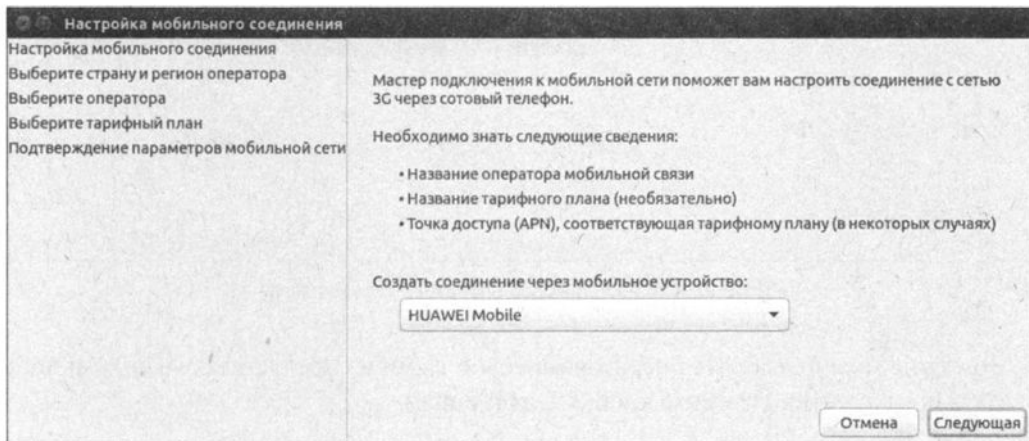 Настройка мобильного соединения
Настройка мобильного соединения
Выберите страну и регион оператора
Выберите оператора
Выберите тарифный план
Подтверждение параметров мобильной сети
Мастер подключения к мобильной сети поможет вам настроить соединение с сетью
3G через сотовый телефон.
Необходимо знать следующие сведения:
• Название оператора мобильной связи
• Название тарифного плана (необязательно)
• Точка доступа (APN), соответствующая тарифному плану (в некоторых случаях)
Создать соединение через мобильное устройство:
HUAWEI Mobile
Отмена
Следующая